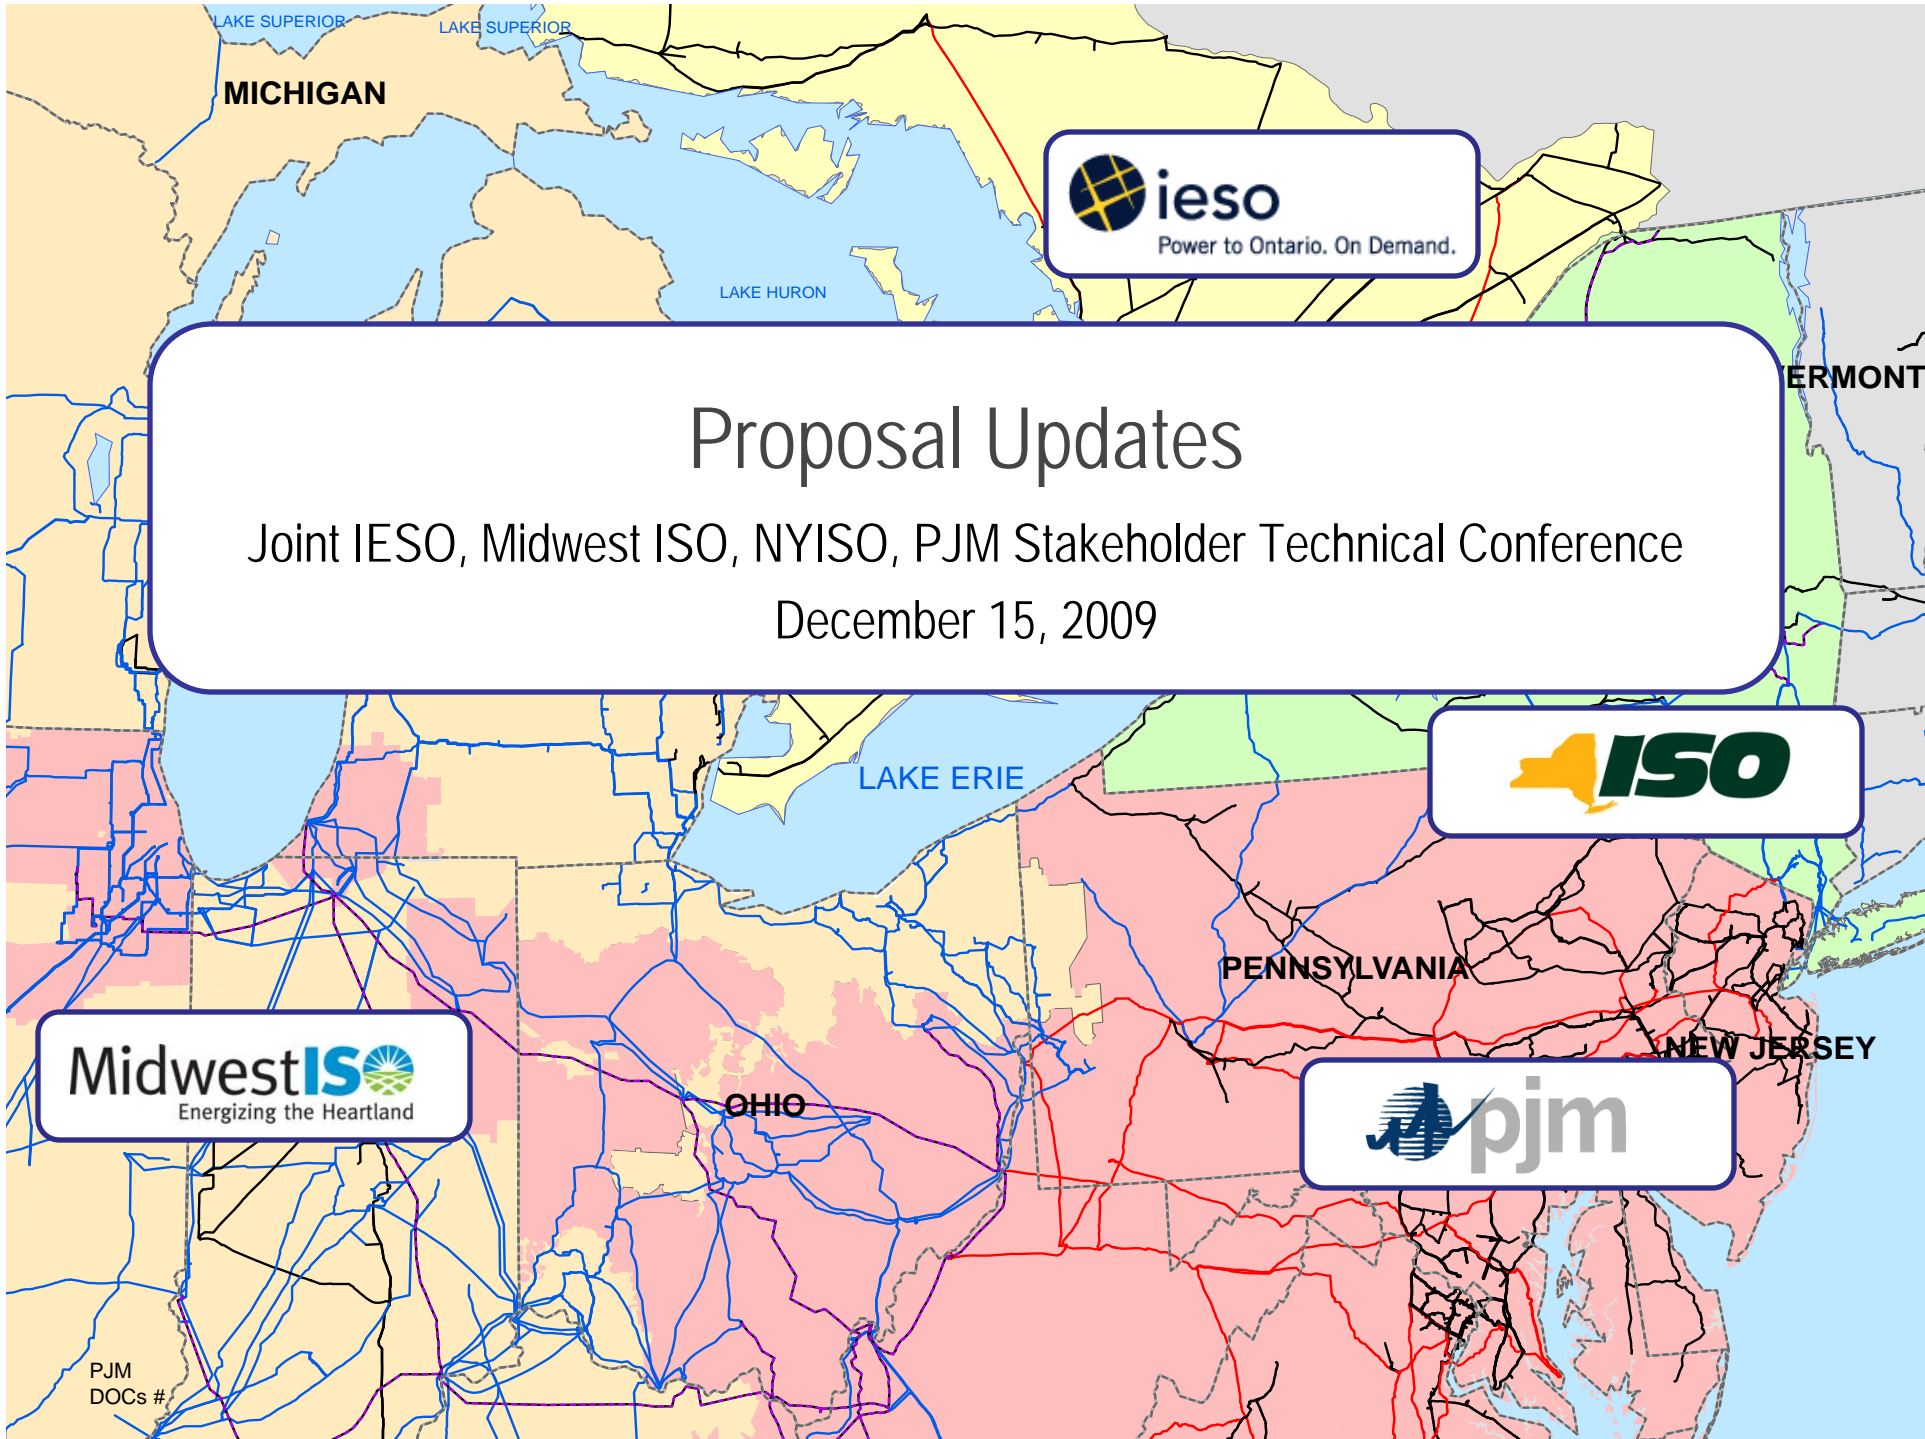 LAKE SUPERIOR
LAKE SUPERIOR
MICHIGAN
ieso
Power to Ontario. On Demand.
LAKE HURON
ERMONT
Proposal Updates
Joint IESO, Midwest ISO, NYISO, PJM Stakeholder Technical Conference
December 15, 2009
ISO
LAKE ERIE
PENNSYLVANIA
NEW JERSEY
MidwestISO
Energizing the Heartland
OHIO
pjm
PJM
DOCs #